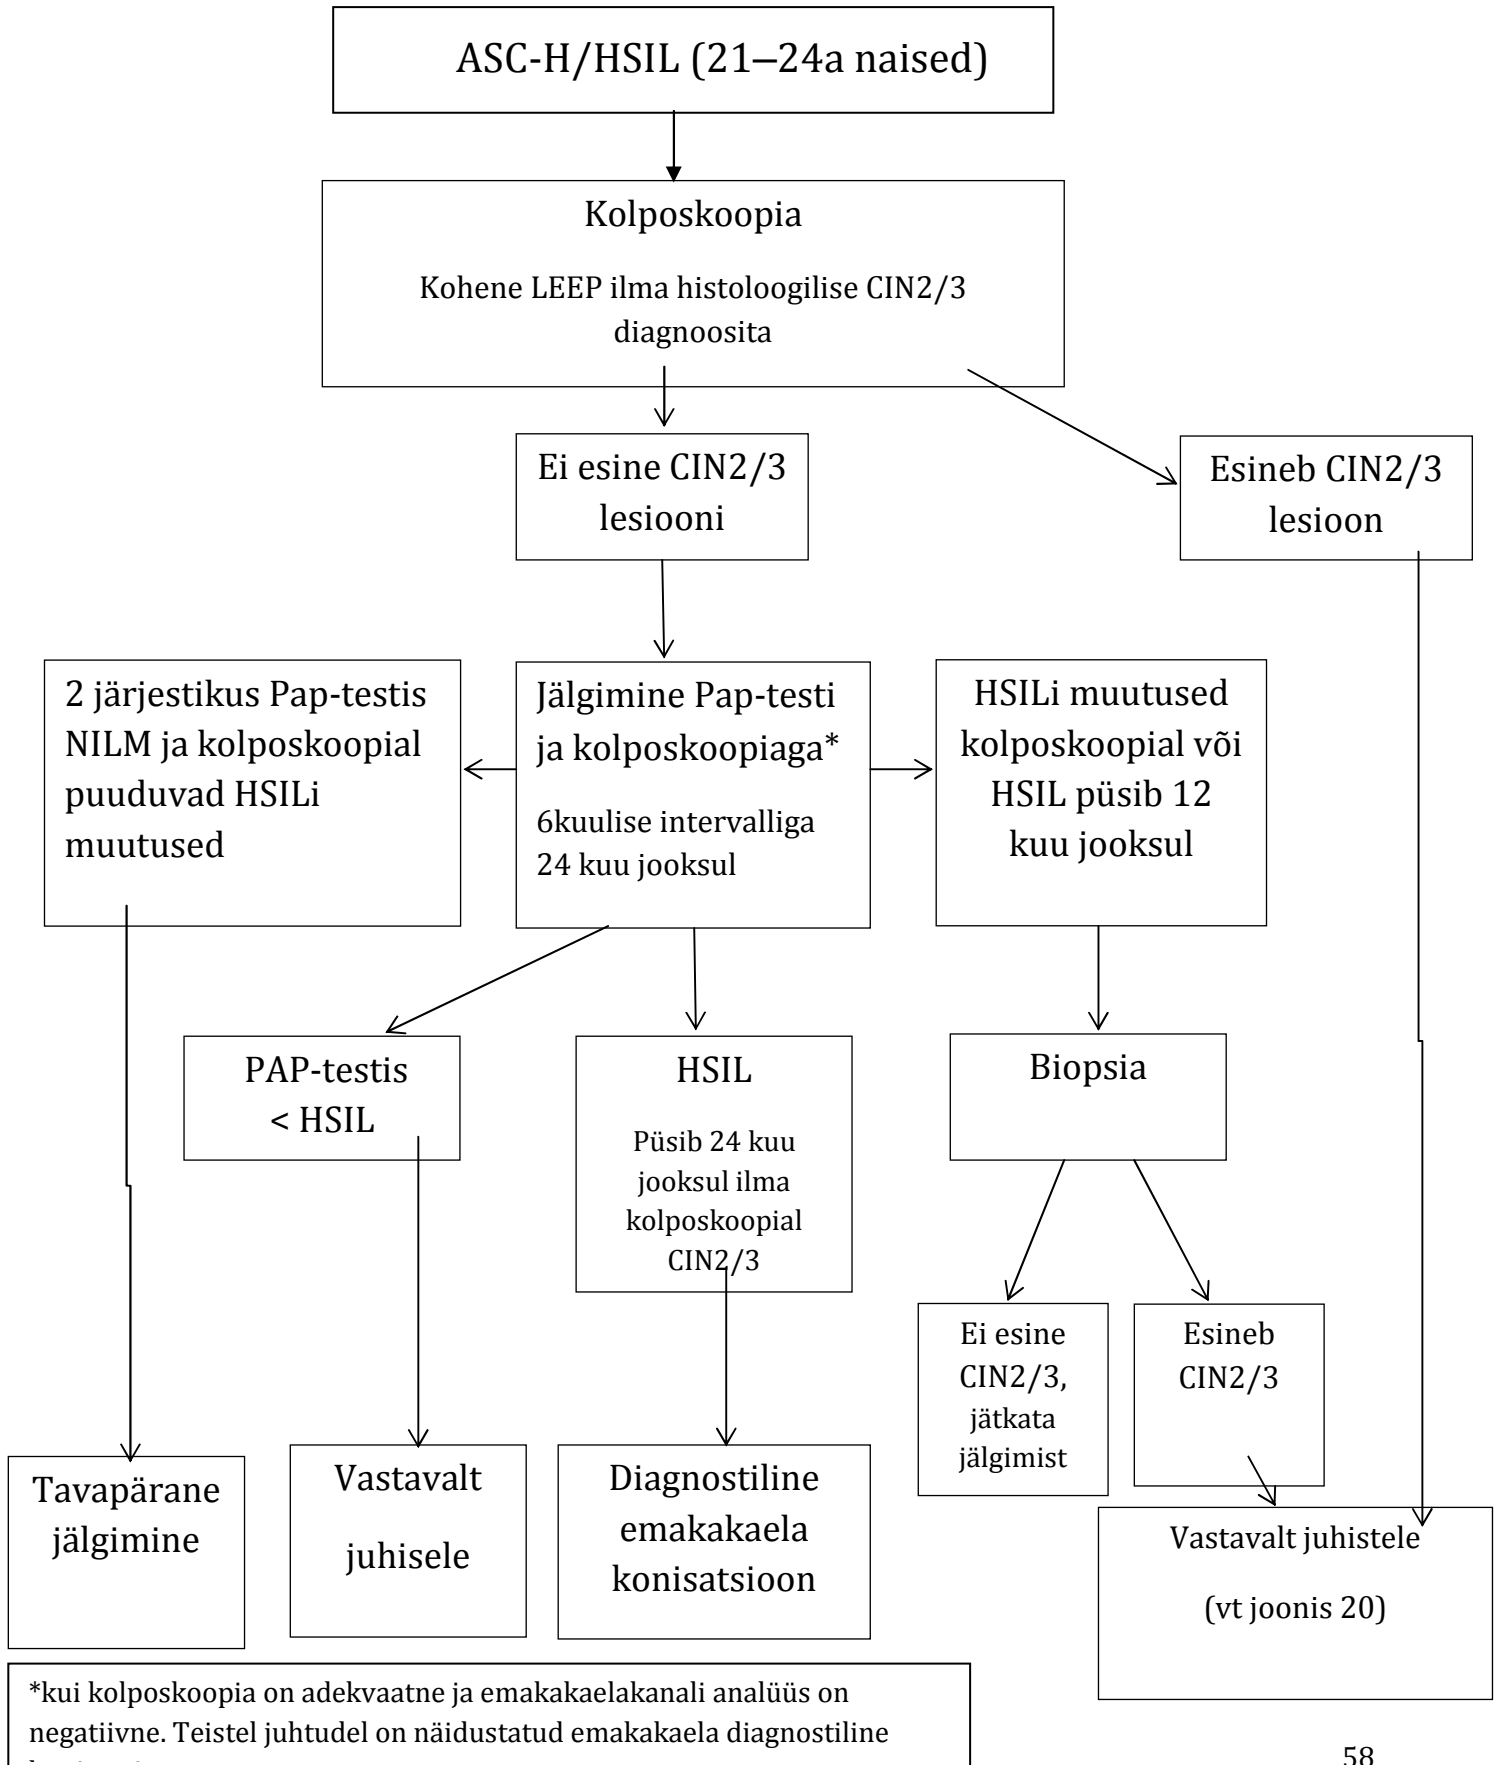 ASC-H/HSIL (21–24a naised)
Kolposkoopia
Kohene LEEP ilma histoloogilise CIN2/3
diagnoosita
Ei esine CIN2/3
lesiooni
Esineb CIN2/3
lesioon
2 järjestikus Pap-testis
NILM ja kolposkoopial
puuduvad HSILi
muutused
Jälgimine Pap-testi
ja kolposkoopiaga*
6kuulise intervalliga
24 kuu jooksul
HSILi muutused
kolposkoopial või
HSIL püsib 12
kuu jooksul
PAP-testis
< HSIL
HSIL
Püsib 24 kuu
jooksul ilma
kolposkoopial
CIN2/3
Biopsia
Ei esine
CIN2/3,
jätkata
jälgimist
Esineb
CIN2/3
Tavapärane
jälgimine
Vastavalt
juhisele
Diagnostiline
emakakaela
konisatsioon
Vastavalt juhistele
(vt joonis 20)
*kui kolposkoopia on adekvaatne ja emakakaelakanali analüüs on
negatiivne. Teistel juhtudel on näidustatud emakakaela diagnostiline
58